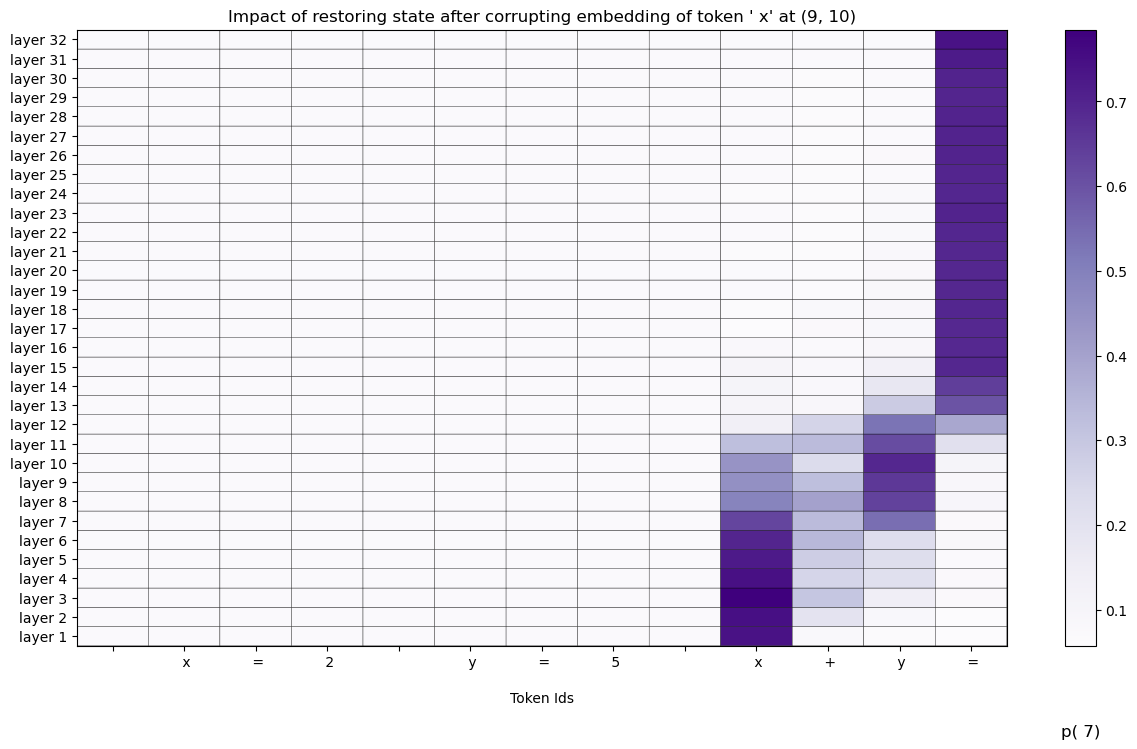 Impact of restoring state after corrupting embedding of token ' x' at (9, 10)
layer 32
layer 31
layer 30
layer 29
layer 28
layer 27
layer 26
layer 25
layer 24
layer 23
layer 22
layer 21
layer 20
layer 19
layer 18
layer 17
layer 16
layer 15
layer 14
layer 13
layer 12
layer 11
layer 10
layer 9
layer 8
layer 7
layer 6
layer 5
layer 4
layer 3
layer 2
layer 1
x = 2 y = 5 x + y =
Token Ids
0.7
0.6
0.5
0.4
0.3
0.2
0.1
p( 7)